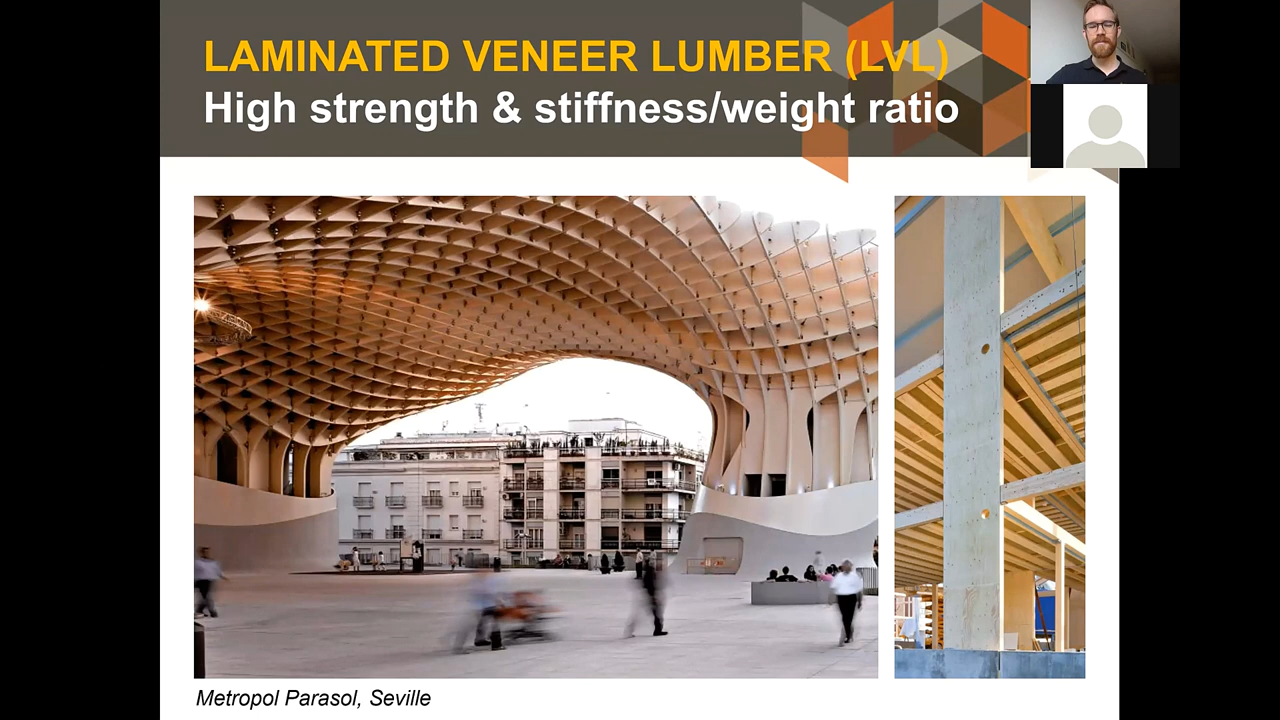 LAMINATED VENEER LUMBER (LVL)
High strength & stiffness/weight ratio
Metropol Parasol, Seville